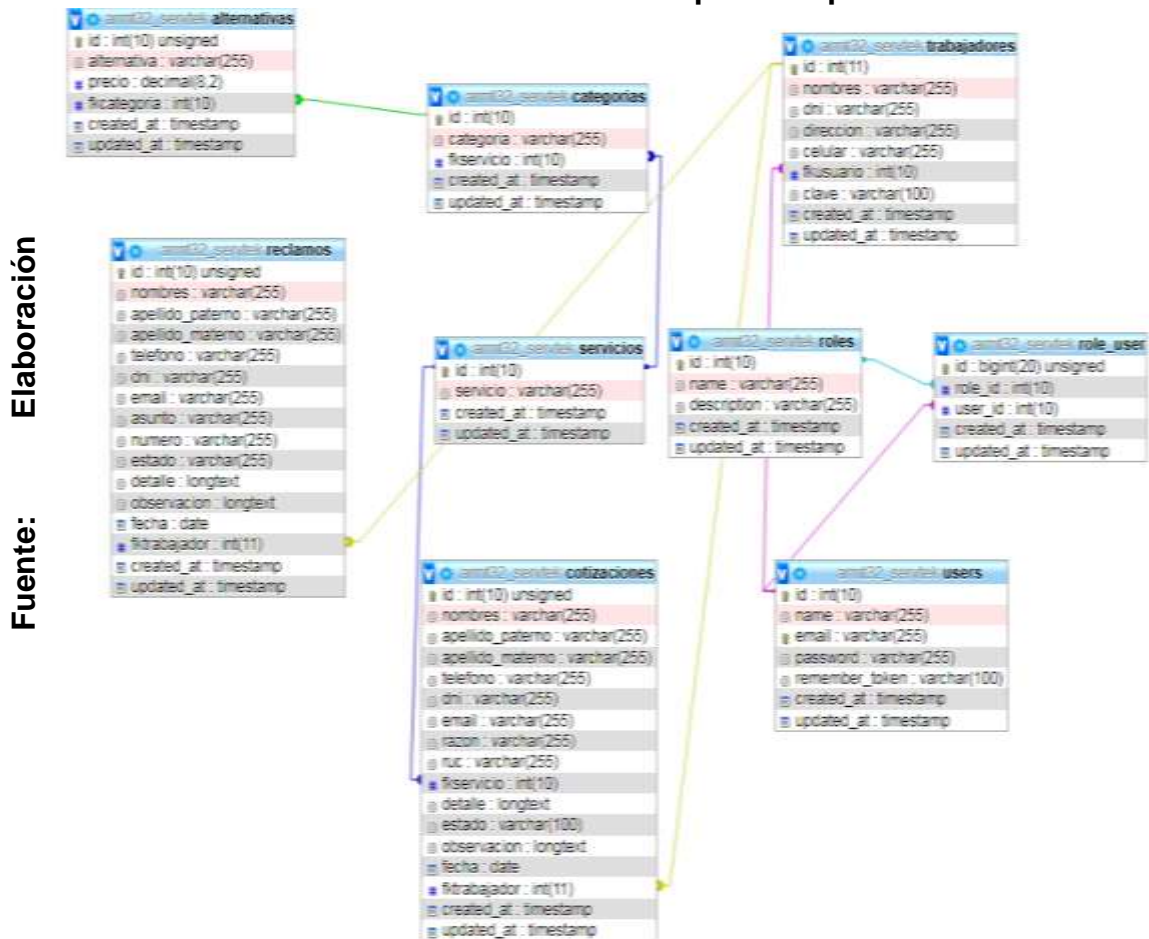 alternativas
id : int(10) unsigned
alternativa : varchar(255)
precio : decimal(8,2)
fkcategoria : int(10)
created_at : timestamp
updated_at : timestamp
categorias
id : int(10)
categoria : varchar(255)
fkservicio : int(10)
created_at : timestamp
updated_at : timestamp
trabajadores
id : int(11)
nombres : varchar(255)
dni : varchar(255)
direccion : varchar(255)
celular : varchar(255)
fkusuario : int(10)
clave : varchar(100)
created_at : timestamp
updated_at : timestamp
Elaboración
Fuente:
reclamos
id : int(10) unsigned
nombres : varchar(255)
apellido_paterno : varchar(255)
apellido_materno : varchar(255)
telefono : varchar(255)
dni : varchar(255)
email : varchar(255)
asunto : varchar(255)
numero : varchar(255)
estado : varchar(255)
detalle : longtext
observacion : longtext
fecha : date
fktrabajador : int(11)
created_at : timestamp
updated_at : timestamp
servicios
id : int(10)
servicio : varchar(255)
created_at : timestamp
updated_at : timestamp
roles
id : int(10)
name : varchar(255)
description : varchar(255)
created_at : timestamp
updated_at : timestamp
role_user
id : bigint(20) unsigned
role_id : int(10)
user_id : int(10)
created_at : timestamp
updated_at : timestamp
cotizaciones
id : int(10) unsigned
nombres : varchar(255)
apellido_paterno : varchar(255)
apellido_materno : varchar(255)
telefono : varchar(255)
dni : varchar(255)
email : varchar(255)
razon : varchar(255)
ruc : varchar(255)
fkservicio : int(10)
detalle : longtext
estado : varchar(100)
observacion : longtext
fecha : date
fktrabajador : int(11)
created_at : timestamp
updated_at : timestamp
users
id : int(10)
name : varchar(255)
email : varchar(255)
password : varchar(255)
remember_token : varchar(100)
created_at : timestamp
updated_at : timestamp